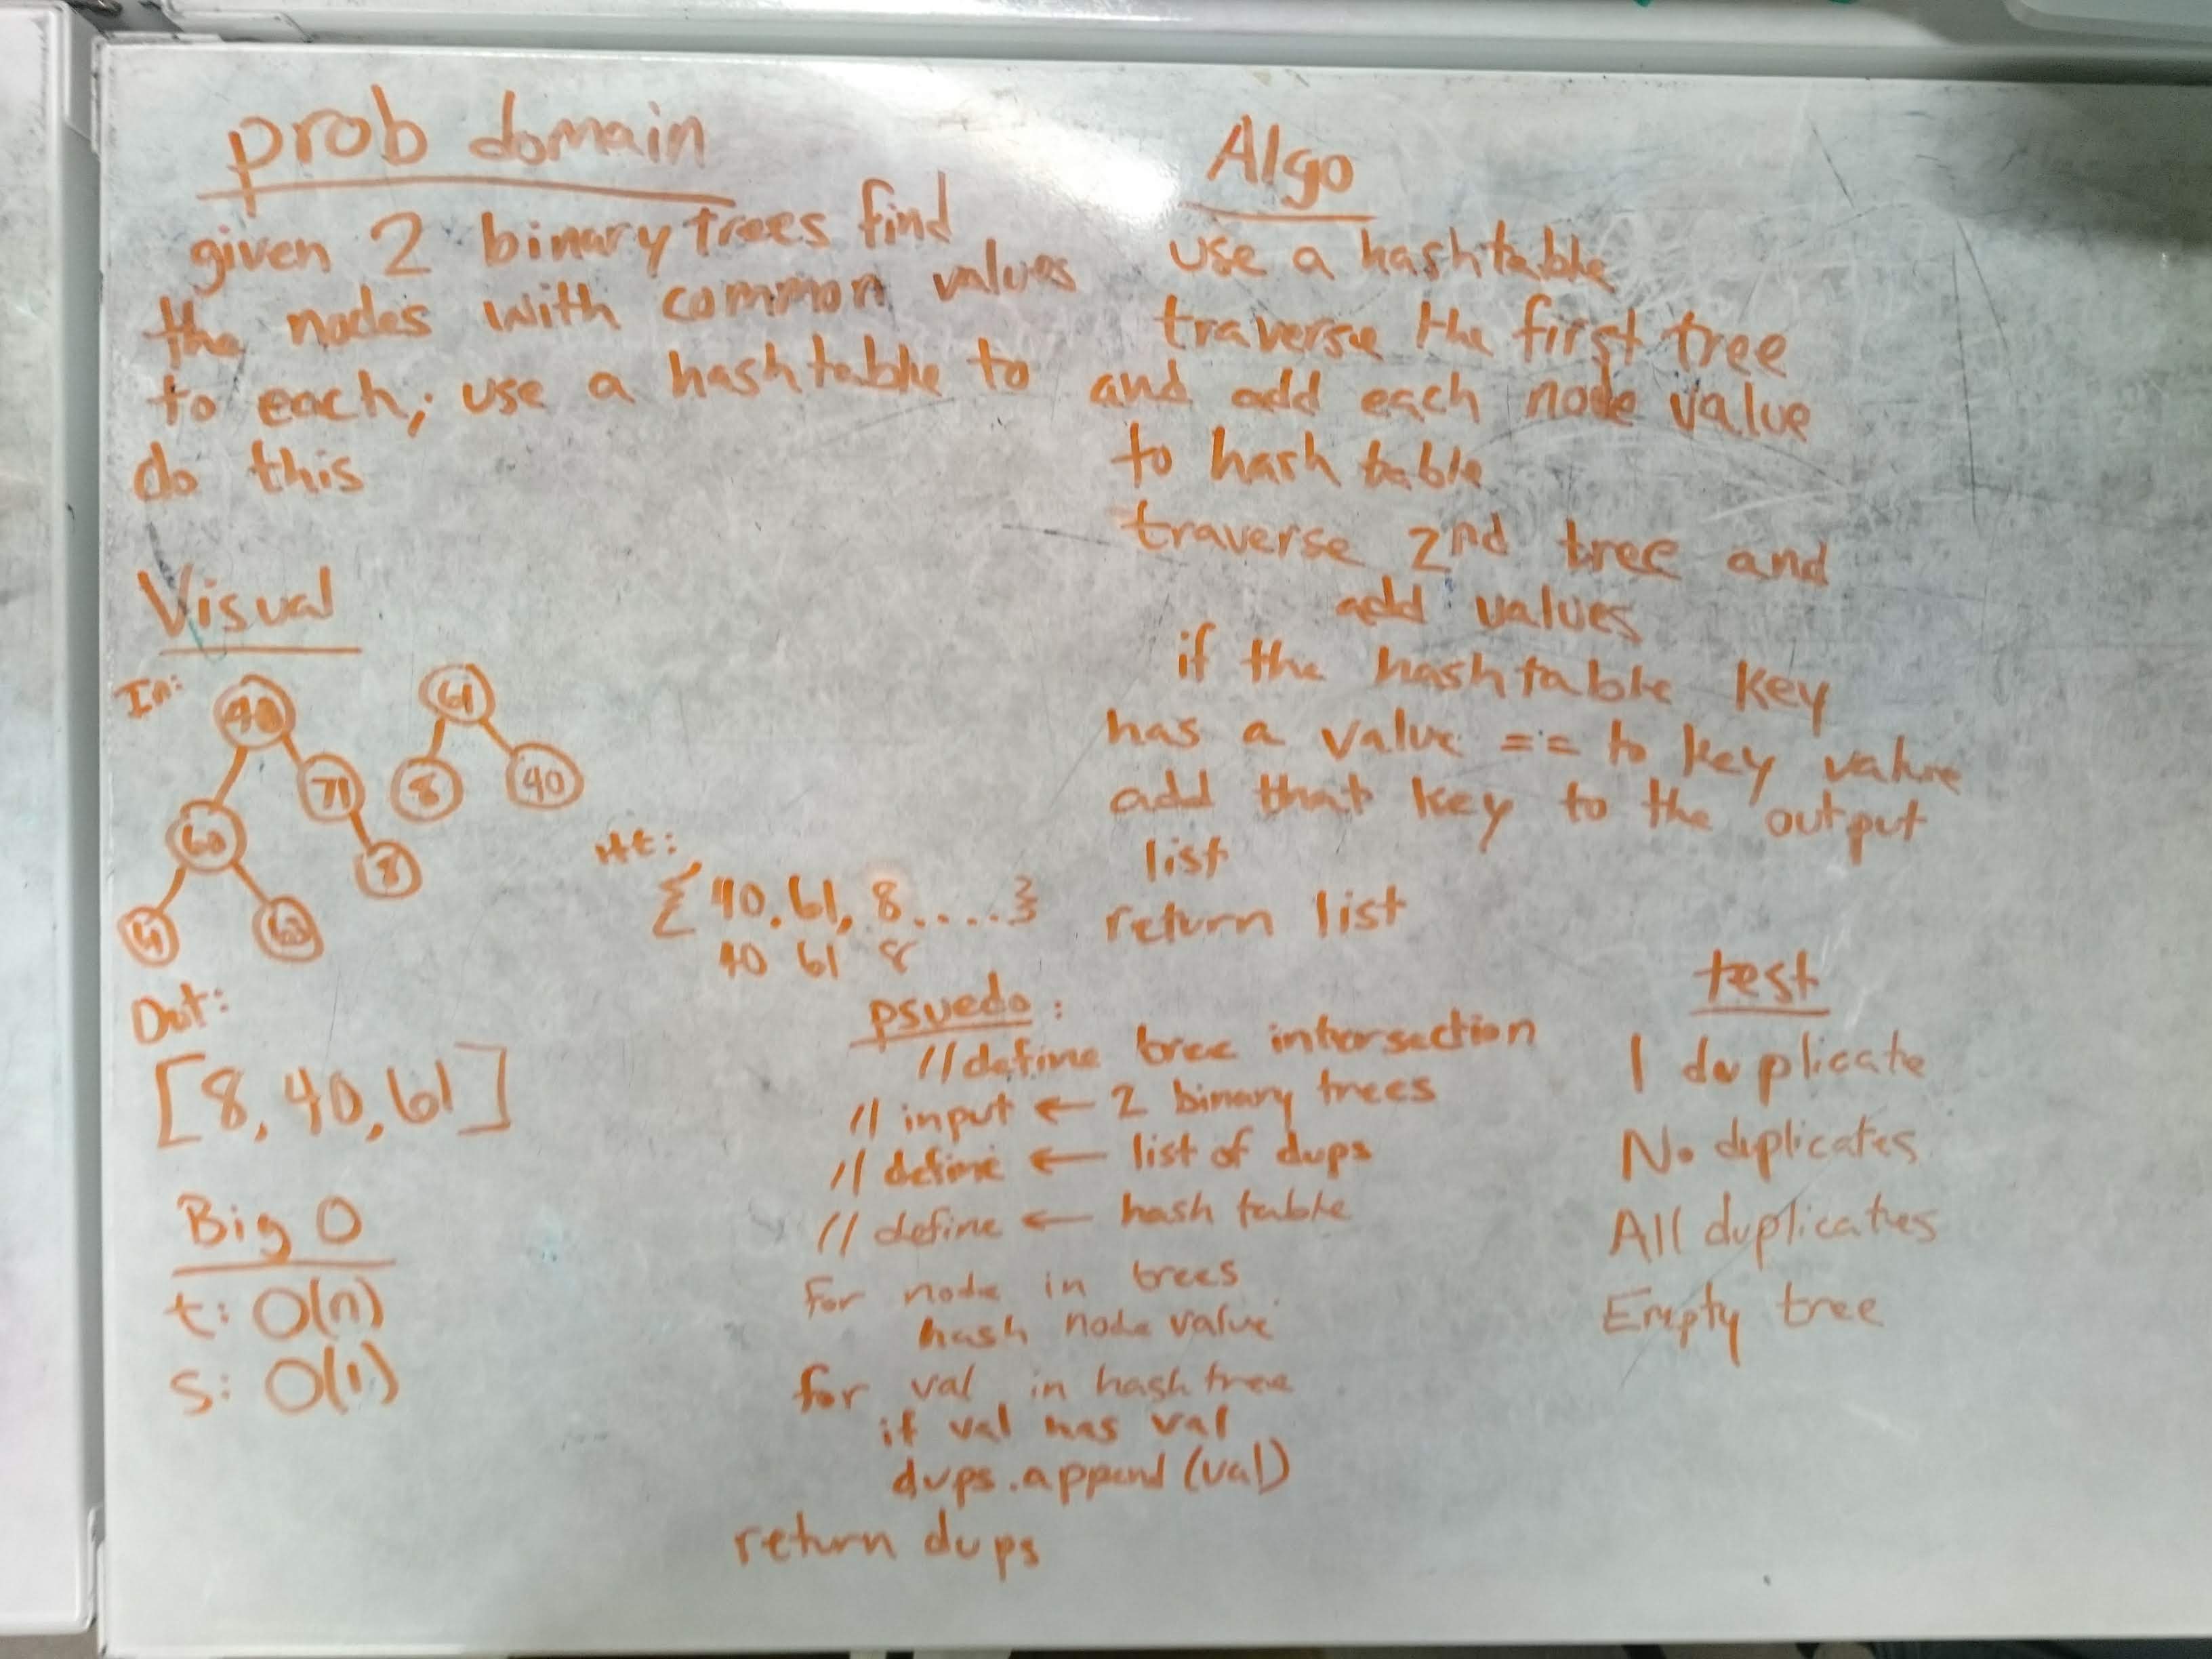 prob domain
given 2 binary trees find
the nodes with common values
to each; use a hashtable to
do this
Visual
In:
40
71
60
8
61
8
40
Ht:
{ 40, 61, 8 .... }
40 61 8
Out:
[8, 40, 61]
Big O
t: O(n)
s: O(1)
Algo
use a hashtable
traverse the first tree
and add each node value
to hash table
traverse 2nd tree and
add values
if the hashtable key
has a value == to key value
add that key to the output
list
return list
psuedo:
// define tree intersection
// input ← 2 binary trees
// define ← list of dups
// define ← hash table
for node in trees
hash node value
for val in hash tree
if val has val
dups.append(val)
return dups
test
1 duplicate
No duplicates
All duplicates
Empty tree